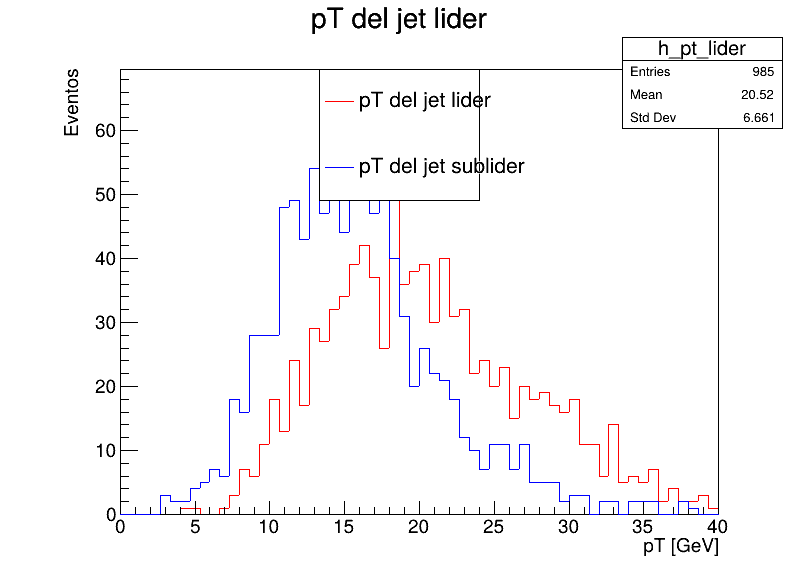 pT del jet lider
h_pt_lider
Entries 985
Mean 20.52
Std Dev 6.661
Eventos
pT del jet lider
pT del jet sublider
60
50
40
30
20
10
0
0 5 10 15 20 25 30 35 40
pT [GeV]